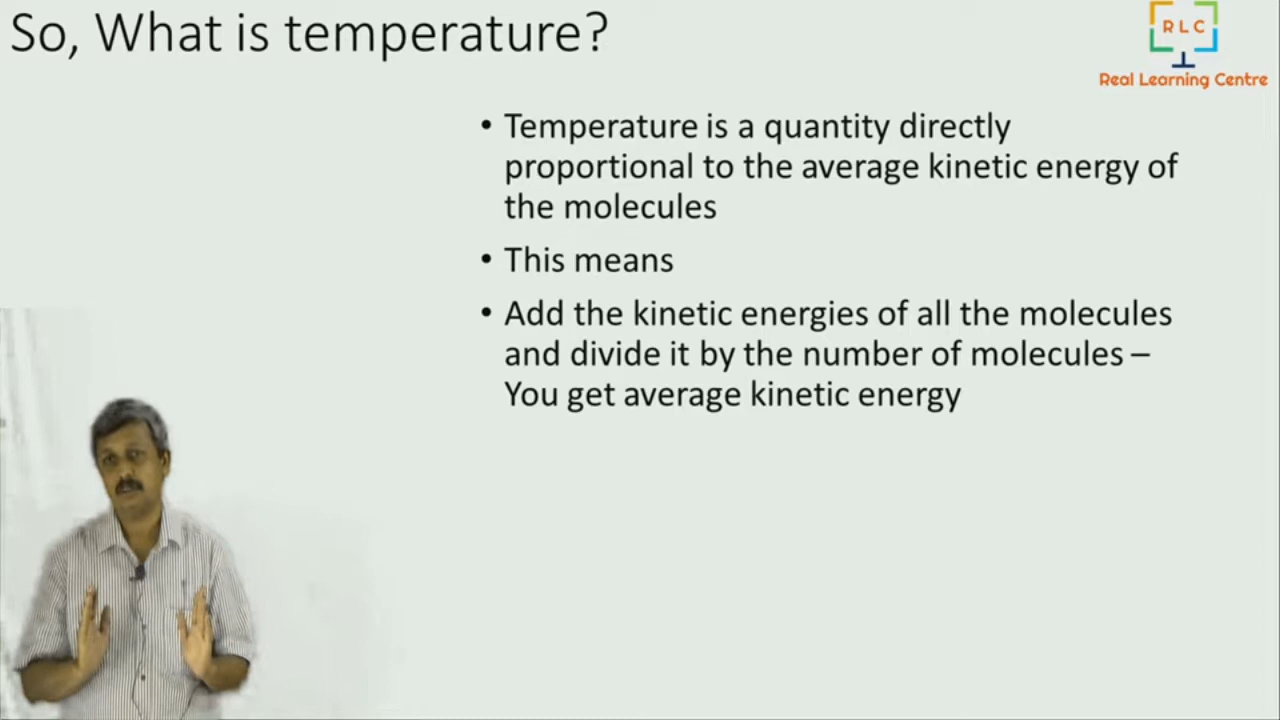 So, What is temperature?
RLC
Real Learning Centre
• Temperature is a quantity directly
proportional to the average kinetic energy of
the molecules
• This means
• Add the kinetic energies of all the molecules
and divide it by the number of molecules –
You get average kinetic energy